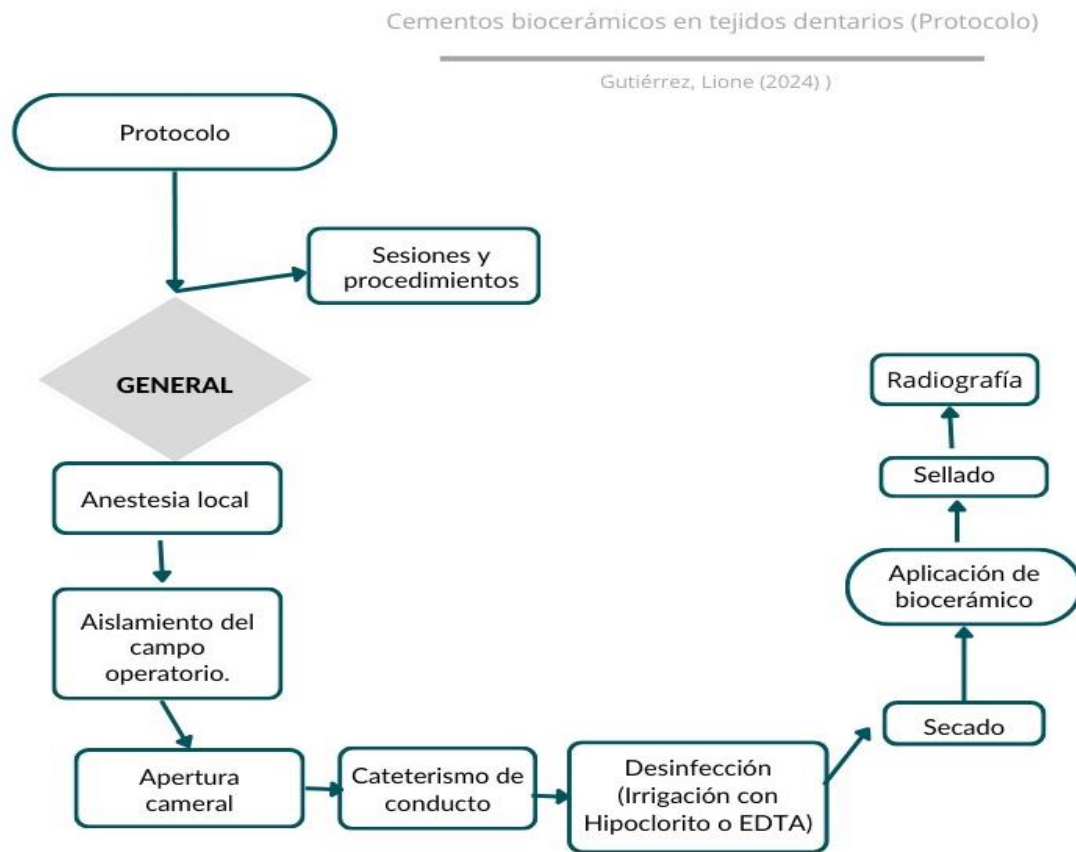 Cementos biocerámicos en tejidos dentarios (Protocolo)
Gutiérrez, Lione (2024) )
Protocolo
Sesiones y
procedimientos
GENERAL
Anestesia local
Aislamiento del
campo
operatorio.
Apertura
cameral
Cateterismo de
conducto
Desinfección
(Irrigación con
Hipoclorito o EDTA)
Secado
Aplicación de
biocerámico
Sellado
Radiografía